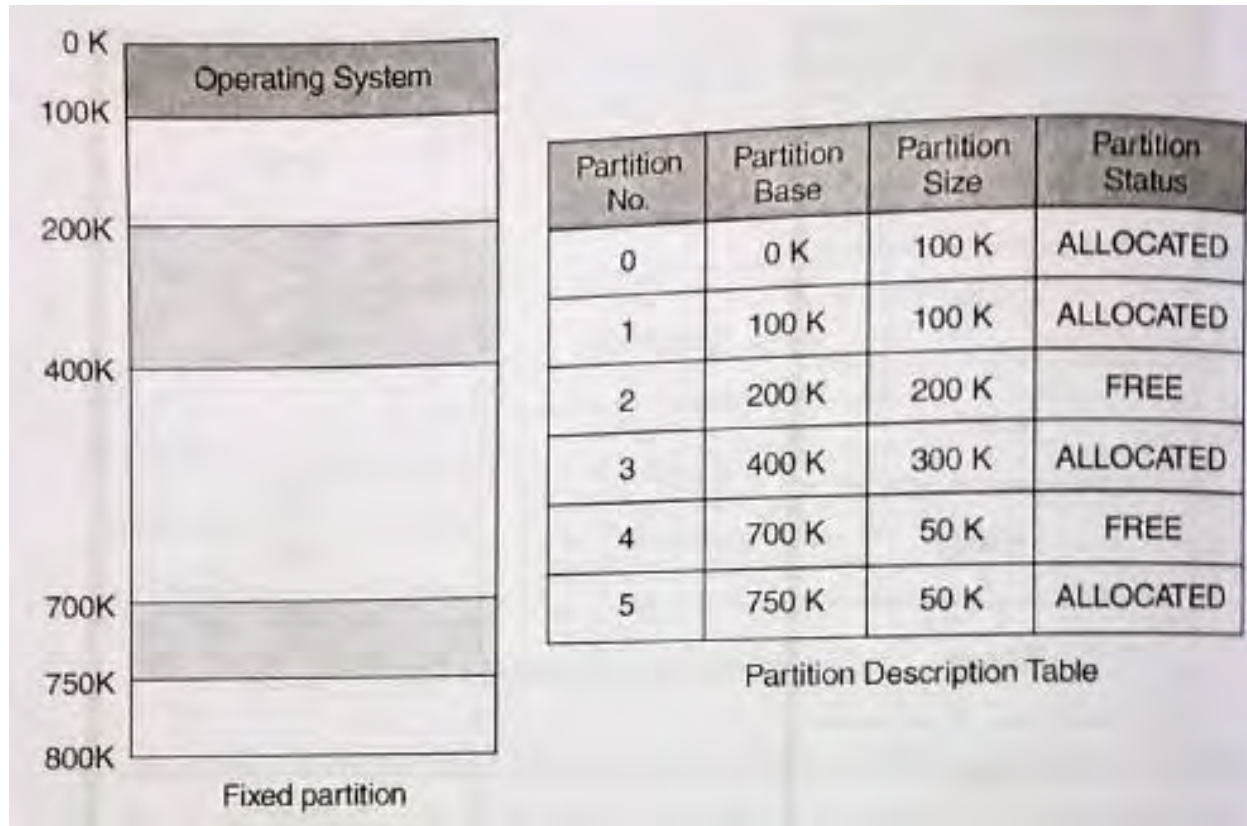 0 K
Operating System
100K
200K
400K
700K
750K
800K
Fixed partition
Partition No. Partition Base Partition Size Partition Status
0 0 K 100 K ALLOCATED
1 100 K 100 K ALLOCATED
2 200 K 200 K FREE
3 400 K 300 K ALLOCATED
4 700 K 50 K FREE
5 750 K 50 K ALLOCATED
Partition Description Table